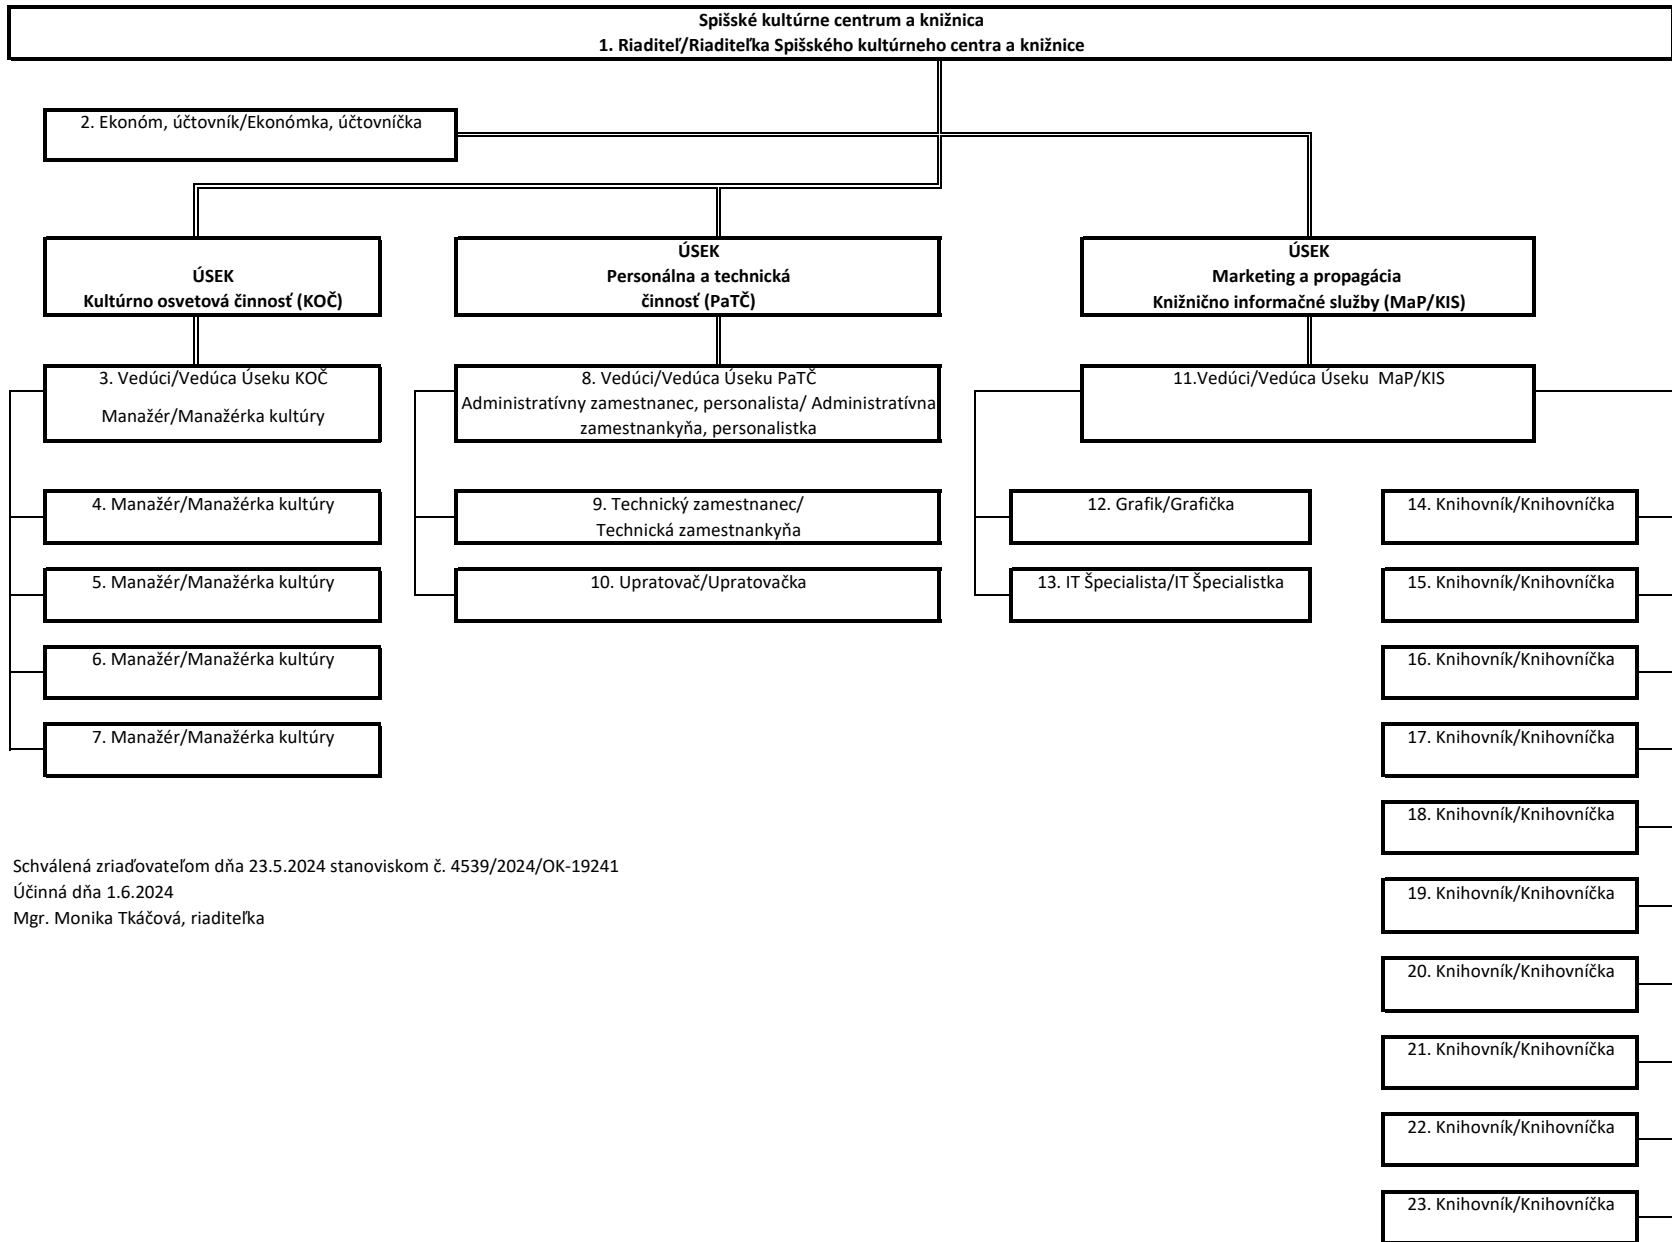 Spišské kultúrne centrum a knižnica
1. Riaditeľ/Riaditeľka Spišského kultúrneho centra a knižnice
2. Ekonóm, účtovník/Ekonómka, účtovníčka
ÚSEK
Kultúrno osvetová činnosť (KOČ)
ÚSEK
Personálna a technická
činnosť (PaTČ)
ÚSEK
Marketing a propagácia
Knižnično informačné služby (MaP/KIS)
3. Vedúci/Vedúca Úseku KOČ
Manažér/Manažérka kultúry
8. Vedúci/Vedúca Úseku PaTČ
Administratívny zamestnanec, personalista/ Administratívna
zamestnankyňa, personalistka
11.Vedúci/Vedúca Úseku  MaP/KIS
4. Manažér/Manažérka kultúry
5. Manažér/Manažérka kultúry
6. Manažér/Manažérka kultúry
7. Manažér/Manažérka kultúry
9. Technický zamestnanec/
Technická zamestnankyňa
10. Upratovač/Upratovačka
12. Grafik/Grafička
13. IT Špecialista/IT Špecialistka
14. Knihovník/Knihovníčka
15. Knihovník/Knihovníčka
16. Knihovník/Knihovníčka
17. Knihovník/Knihovníčka
18. Knihovník/Knihovníčka
19. Knihovník/Knihovníčka
20. Knihovník/Knihovníčka
21. Knihovník/Knihovníčka
22. Knihovník/Knihovníčka
23. Knihovník/Knihovníčka
Schválená zriaďovateľom dňa 23.5.2024 stanoviskom č. 4539/2024/OK-19241
Účinná dňa 1.6.2024
Mgr. Monika Tkáčová, riaditeľka